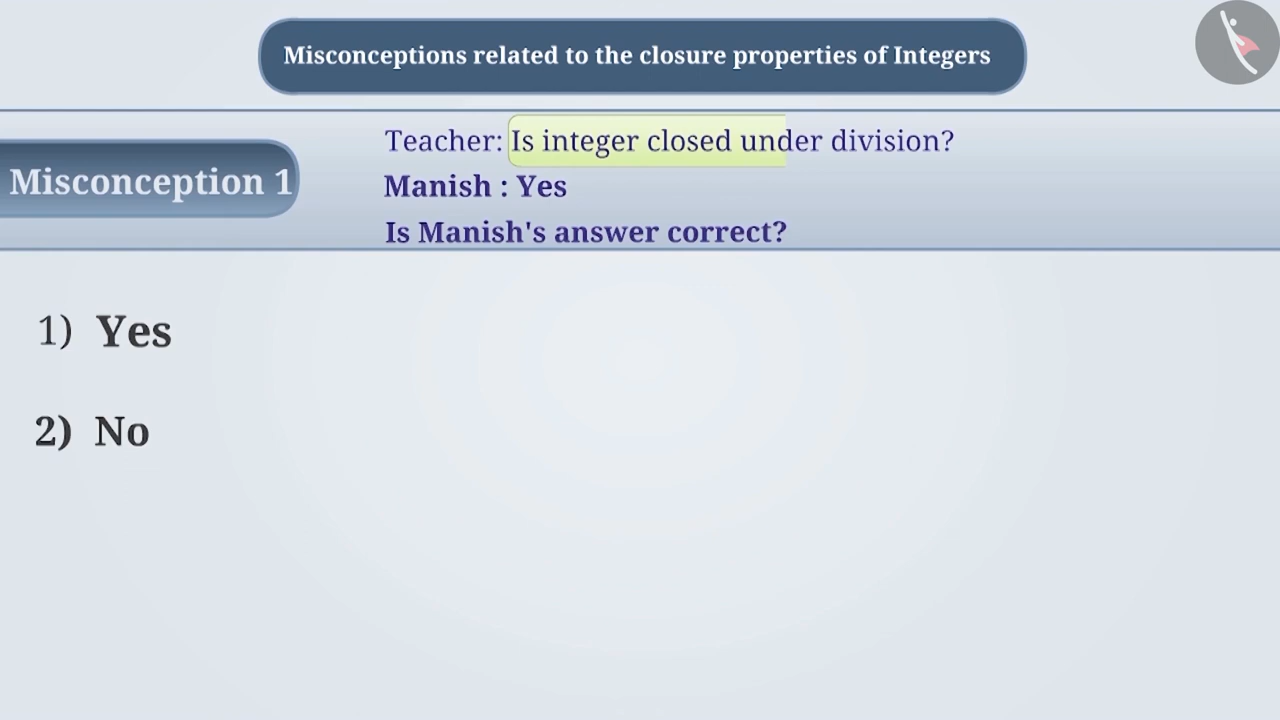 Misconceptions related to the closure properties of Integers
Misconception 1
Teacher: Is integer closed under division?
Manish : Yes
Is Manish's answer correct?
1) Yes
2) No